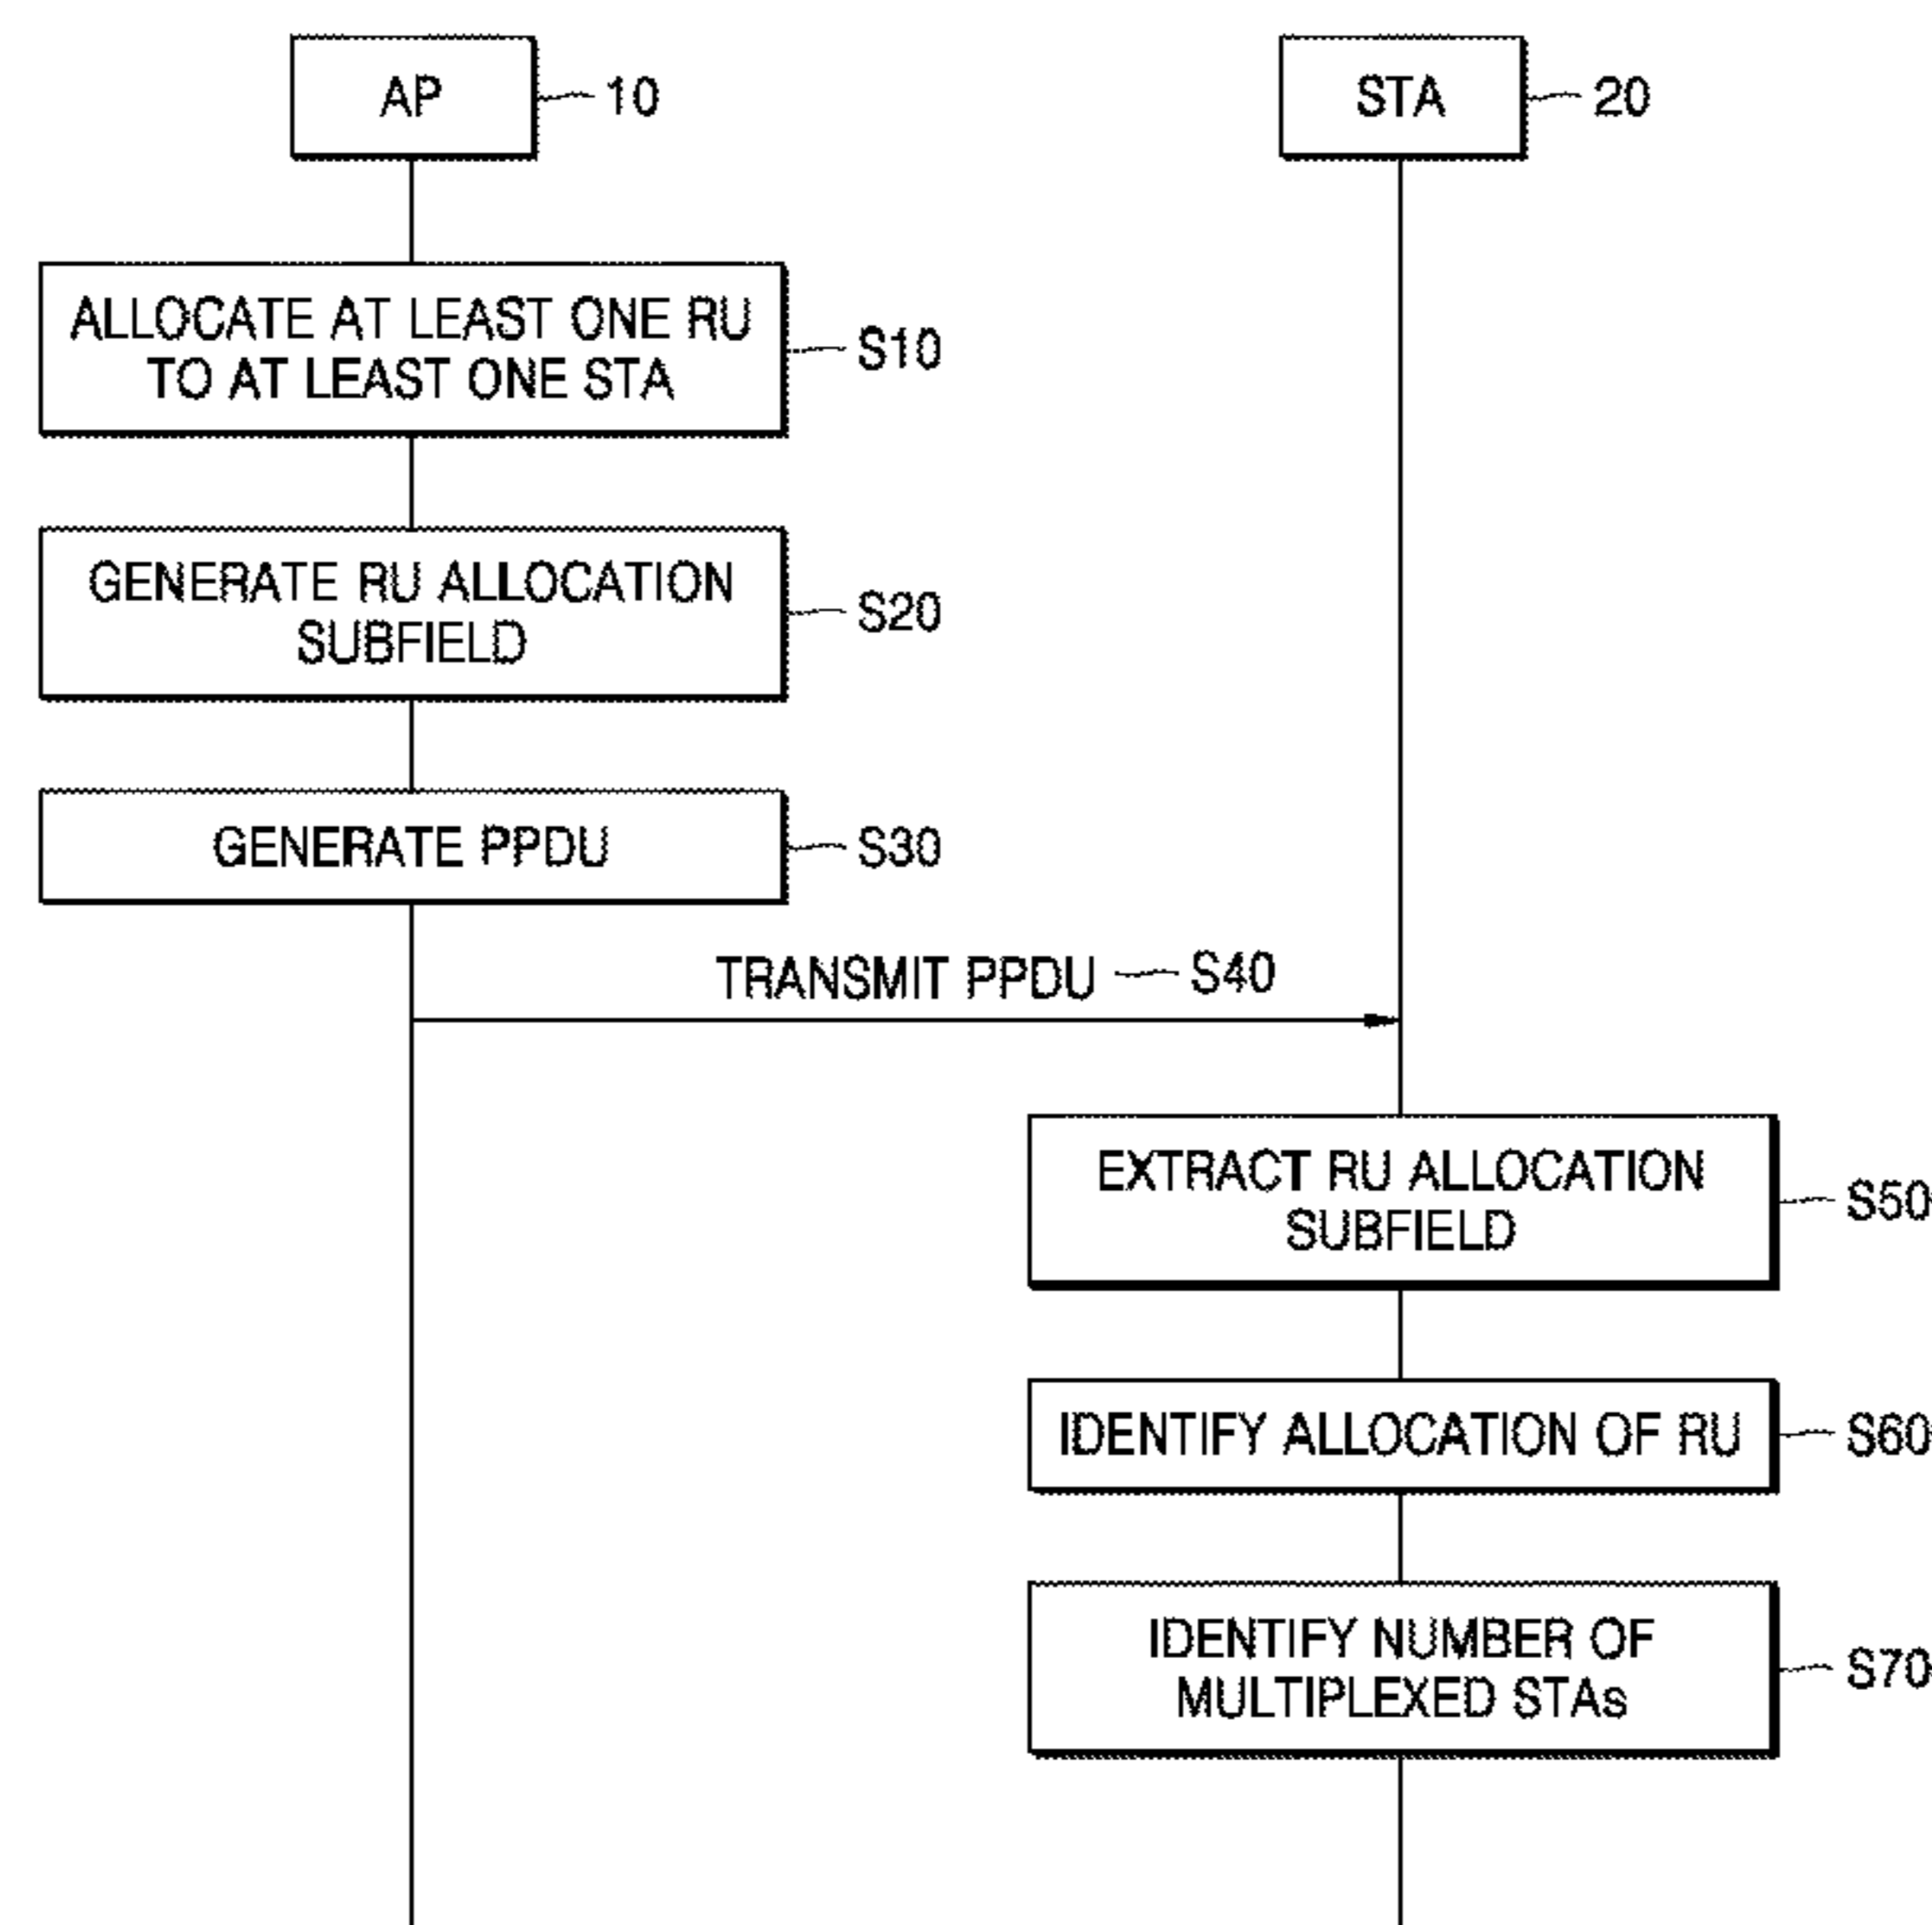 AP
10
STA
20
ALLOCATE AT LEAST ONE RU
TO AT LEAST ONE STA
S10
GENERATE RU ALLOCATION
SUBFIELD
S20
GENERATE PPDU
S30
TRANSMIT PPDU
S40
EXTRACT RU ALLOCATION
SUBFIELD
S50
IDENTIFY ALLOCATION OF RU
S60
IDENTIFY NUMBER OF
MULTIPLEXED STAs
S70